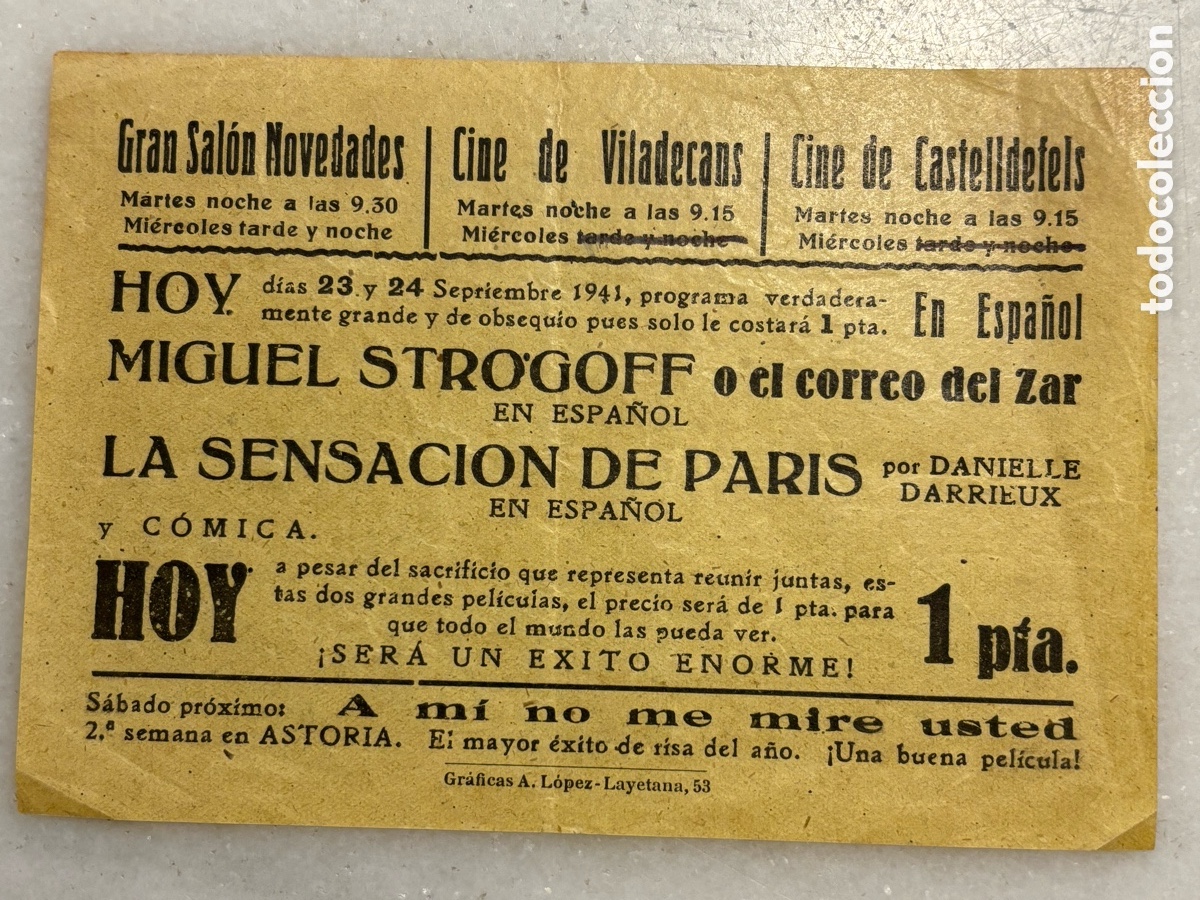 Gran Salón Novedades
Martes noche a las 9.30
Miércoles tarde y noche
Cine de Viladecans
Martes noche a las 9.15
Miércoles tarde y noche
Cine de Castelldefels
Martes noche a las 9.15
Miércoles tarde y noche
HOY días 23 y 24 Septiembre 1941, programa verdadera-
mente grande y de obsequio pues solo le costará 1 pta. En Español
MIGUEL STROGOFF o el correo del Zar
EN ESPAÑOL
LA SENSACION DE PARIS por DANIELLE
DARRIEUX
EN ESPAÑOL
y CÓMICA.
HOY a pesar del sacrificio que representa reunir juntas, es-
tas dos grandes películas, el precio será de 1 pta. para
que todo el mundo las pueda ver.
¡SERÁ UN EXITO ENORME!
1 pta.
Sábado próximo: A mí no me mire usted
2.ª semana en ASTORIA. El mayor éxito de risa del año. ¡Una buena película!
Gráficas A. López-Layetana, 53
todocoleccion